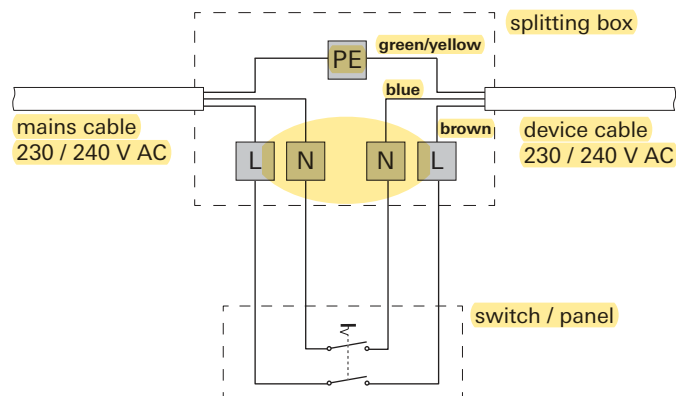 splitting box
green/yellow
PE
blue
mains cable
230 / 240 V AC
brown
device cable
230 / 240 V AC
L
N
N
L
switch / panel